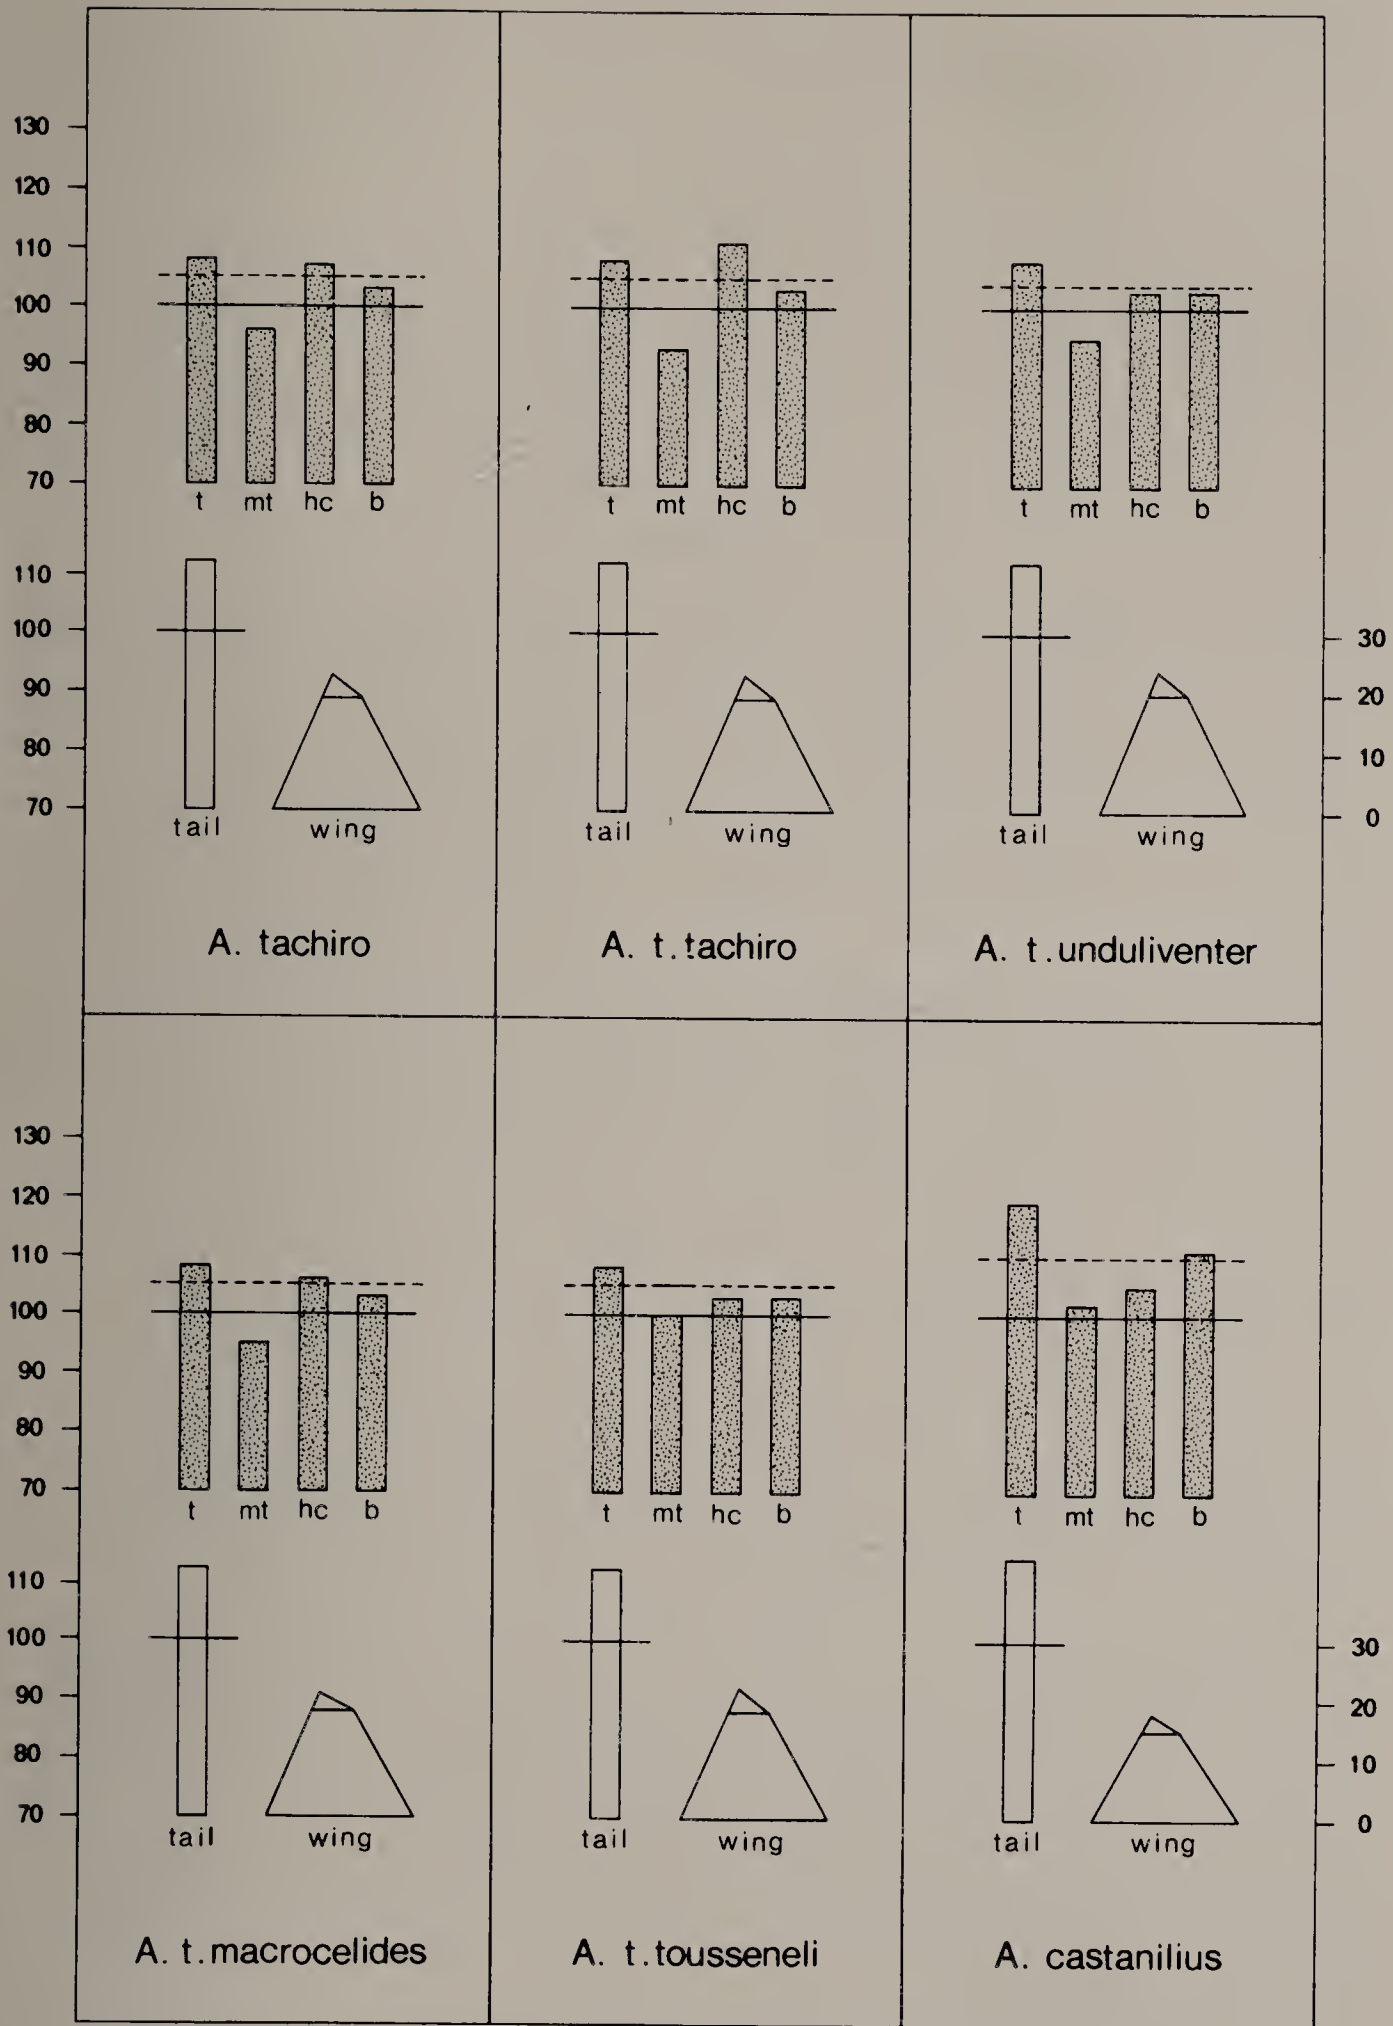 130
120
110
100
90
80
70
t mt hc b
t mt hc b
t mt hc b
110
100
90
80
70
30
20
10
0
tail wing
tail wing
tail wing
A. tachiro
A. t. tachiro
A. t. unduliventer
130
120
110
100
90
80
70
t mt hc b
t mt hc b
t mt hc b
110
100
90
80
70
30
20
10
0
tail wing
tail wing
tail wing
A. t. macrocelides
A. t. tousseneli
A. castanilius